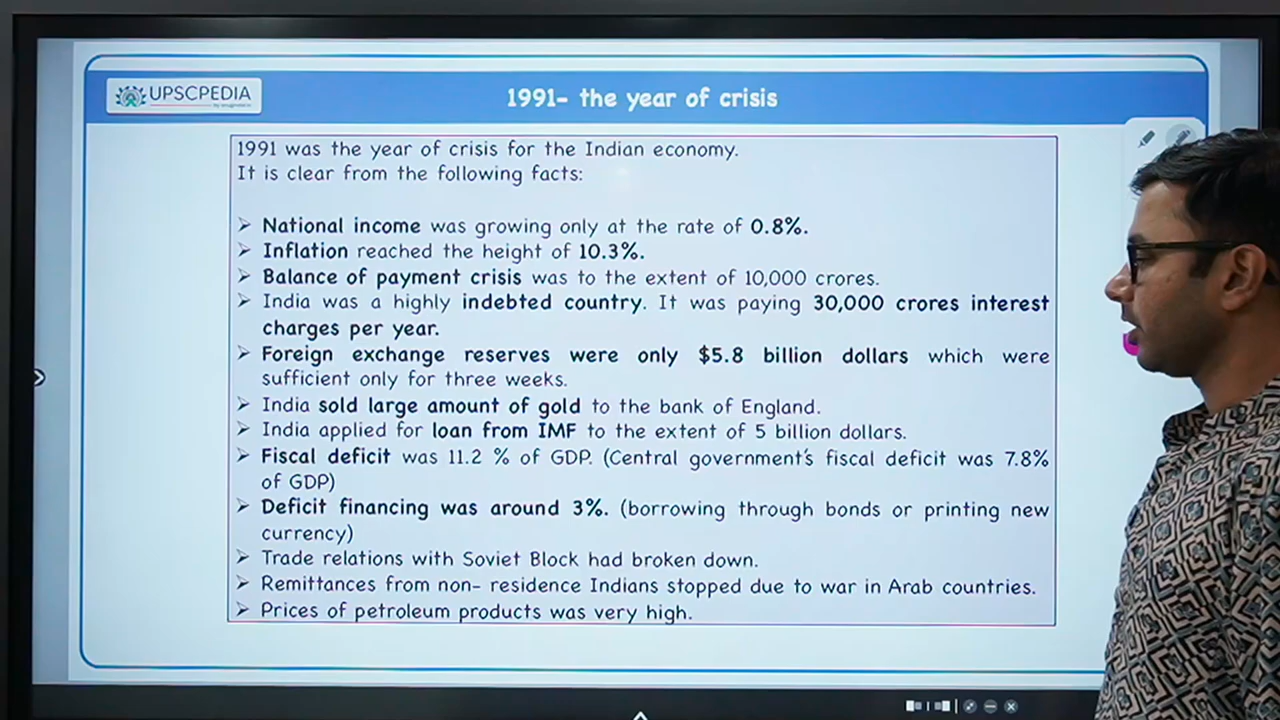 UPSCPEDIA
1991- the year of crisis
1991 was the year of crisis for the Indian economy.
It is clear from the following facts:
➢ National income was growing only at the rate of 0.8%.
➢ Inflation reached the height of 10.3%.
➢ Balance of payment crisis was to the extent of 10,000 crores.
➢ India was a highly indebted country. It was paying 30,000 crores interest
charges per year.
➢ Foreign exchange reserves were only $5.8 billion dollars which were
sufficient only for three weeks.
➢ India sold large amount of gold to the bank of England.
➢ India applied for loan from IMF to the extent of 5 billion dollars.
➢ Fiscal deficit was 11.2 % of GDP. (Central government's fiscal deficit was 7.8%
of GDP)
➢ Deficit financing was around 3%. (borrowing through bonds or printing new
currency)
➢ Trade relations with Soviet Block had broken down.
➢ Remittances from non- residence Indians stopped due to war in Arab countries.
➢ Prices of petroleum products was very high.